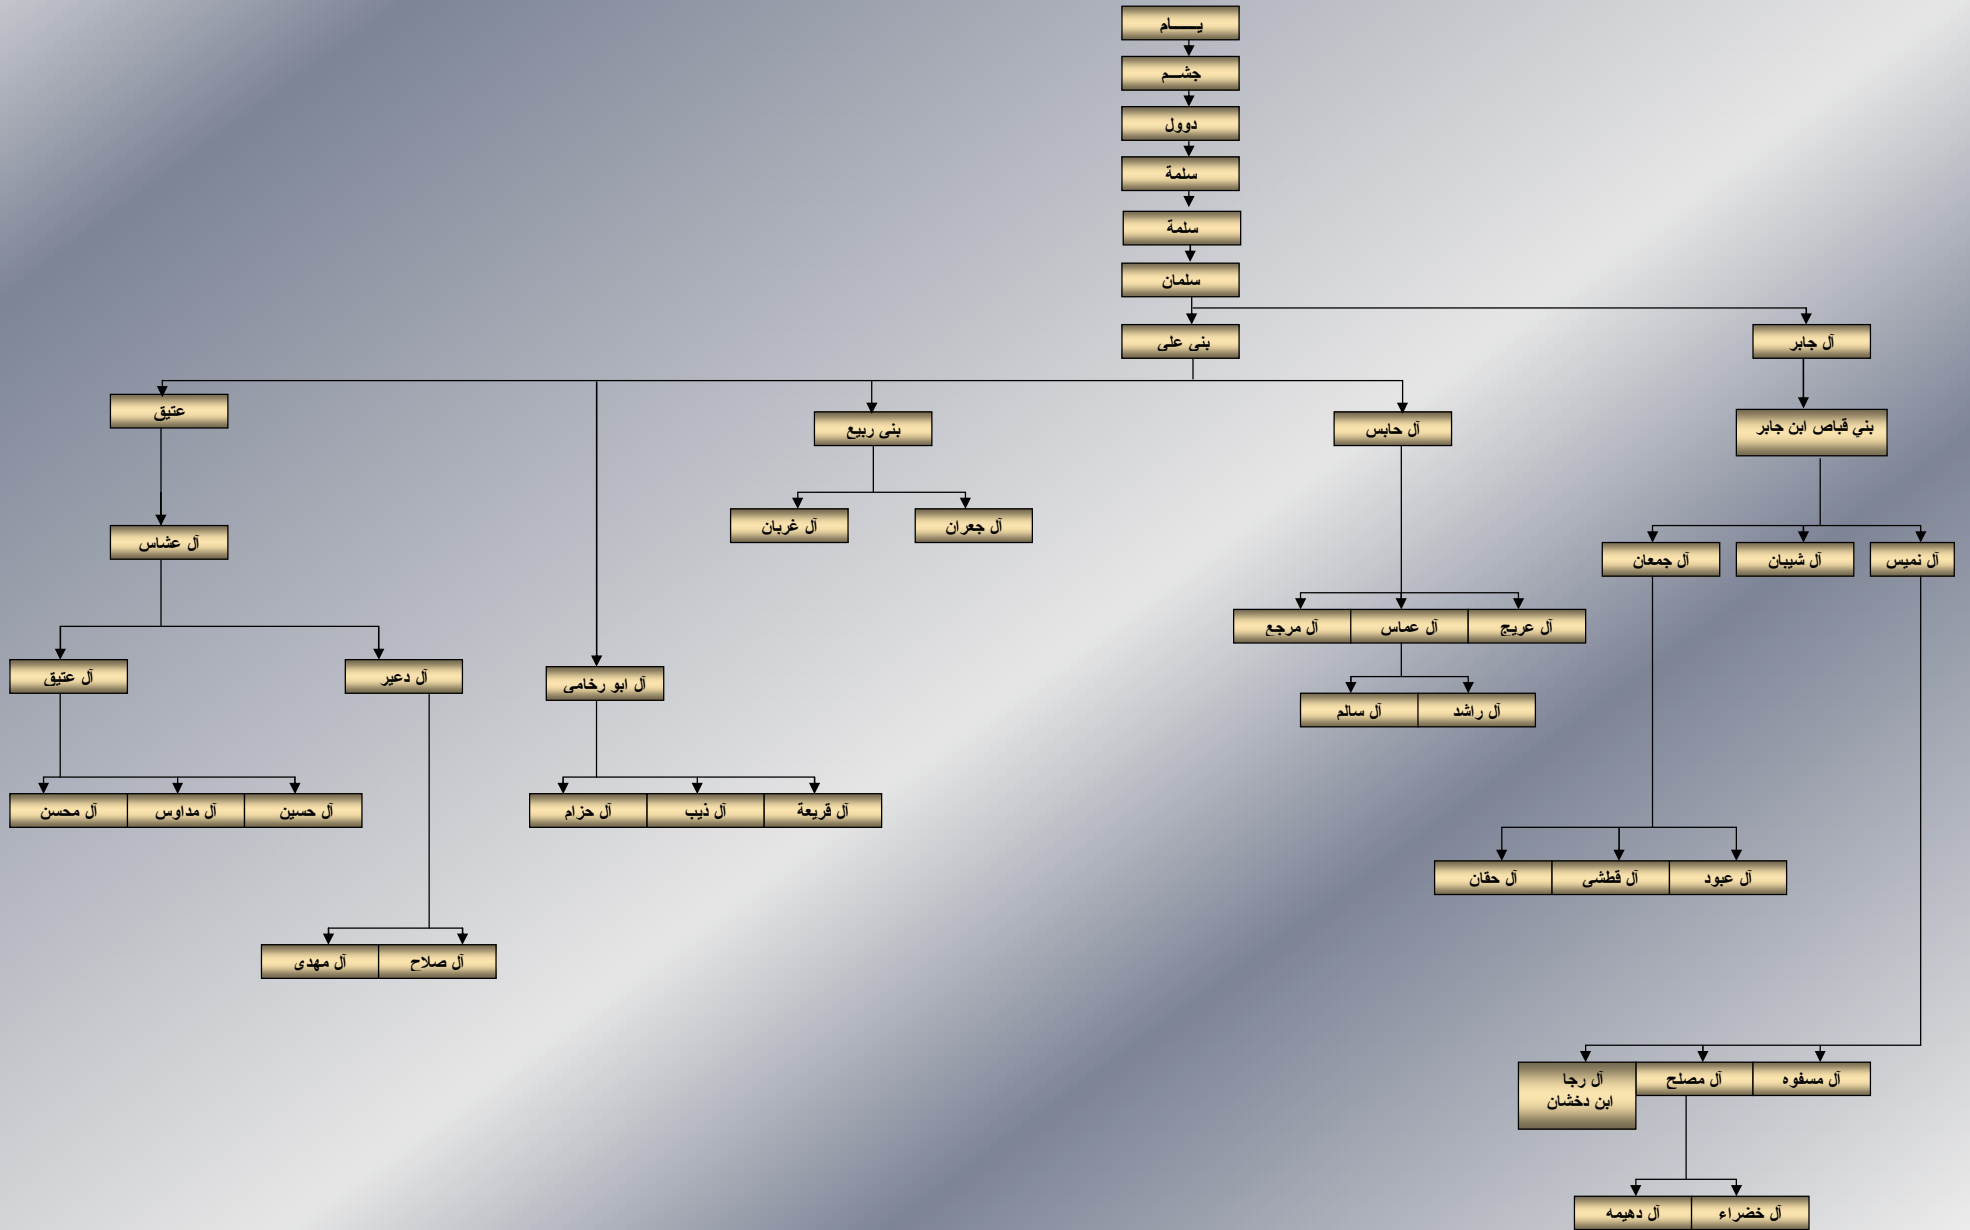 يـــام
جشــم
دوول
سلمة
سلمة
سلمان
آل جابر
بنى على
عتيق
بني قباص ابن جابر
آل حابس
بنى ربيع
آل جعران
آل غربان
آل عشاس
آل نميس
آل شيبان
آل جمعان
آل عريج
آل عماس
آل مرجع
آل ابو رخامى
آل دعير
آل عتيق
آل راشد
آل سالم
آل قريعة
آل ذيب
آل حزام
آل حسين
آل مداوس
آل محسن
آل عبود
آل قطشى
آل حقان
آل صلاح
آل مهدى
آل مسفوه
آل مصلح
آل رجا
ابن دخشان
آل خضراء
آل دهيمه